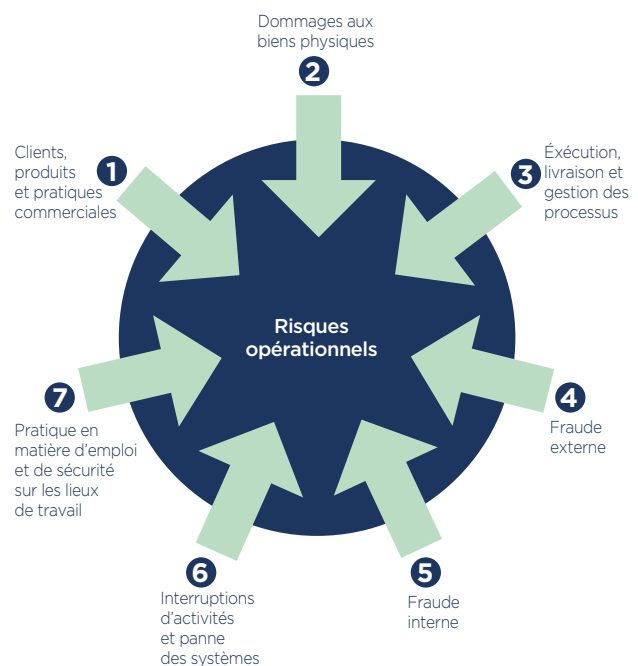 Dommages aux
biens physiques
2
Clients,
produits
et pratiques
commerciales
1
3
Éxécution,
livraison et
gestion des
processus
Risques
opérationnels
7
Pratique en
matière d’emploi
et de sécurité
sur les lieux
de travail
4
Fraude
externe
6
Interruptions
d’activités
et panne
des systèmes
5
Fraude
interne